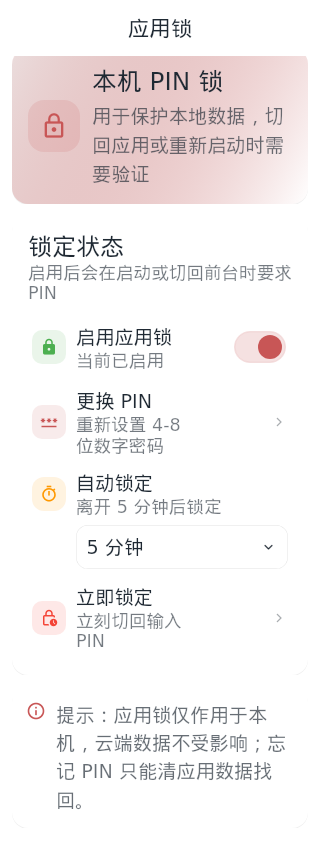 应用锁
本机 PIN 锁
用于保护本地数据，切
回应用或重新启动时需
要验证
锁定状态
启用后会在启动或切回前台时要求
PIN
启用应用锁
当前已启用
更换 PIN
重新设置 4-8
位数字密码
自动锁定
离开 5 分钟后锁定
5 分钟
立即锁定
立刻切回输入
PIN
提示：应用锁仅作用于本
机，云端数据不受影响；忘
记 PIN 只能清应用数据找
回。